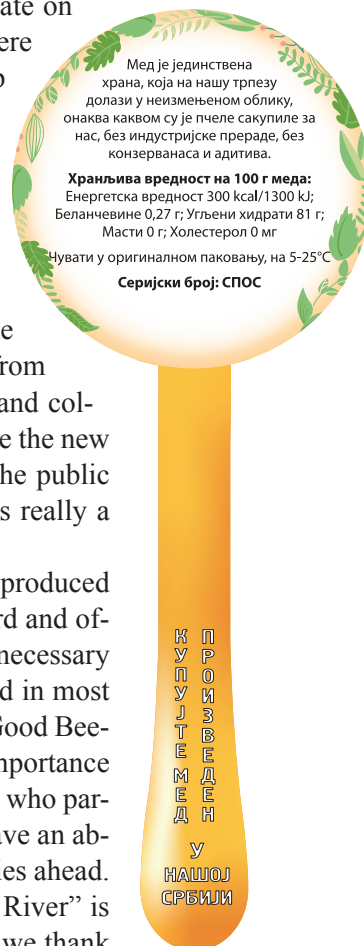 ate on
ere
o
Мед је јединствена
храна, која на нашу трпезу
долази у неизмењеном облику,
онаква каквом су је пчеле сакупиле за
нас, без индустријске прераде, без
конзерванаса и адитива.
Хранљива вредност на 100 г меда:
Енергетска вредност 300 kcal/1300 kJ;
Беланчевине 0,27 г; Угљени хидрати 81 г;
Масти 0 г; Холестерол 0 мг
Чувати у оригиналном паковању, на 5-25°C
Серијски број: СПОС
from
and col-
e the new
he public
s really a
produced
rd and of-
necessary
d in most
Good Bee-
mportance
who par-
ave an ab-
ies ahead.
River” is
we thank
КУПУЈТЕ МЕД
ПРОИЗВЕДЕН
У
НАШОЈ
СРБИЈИ